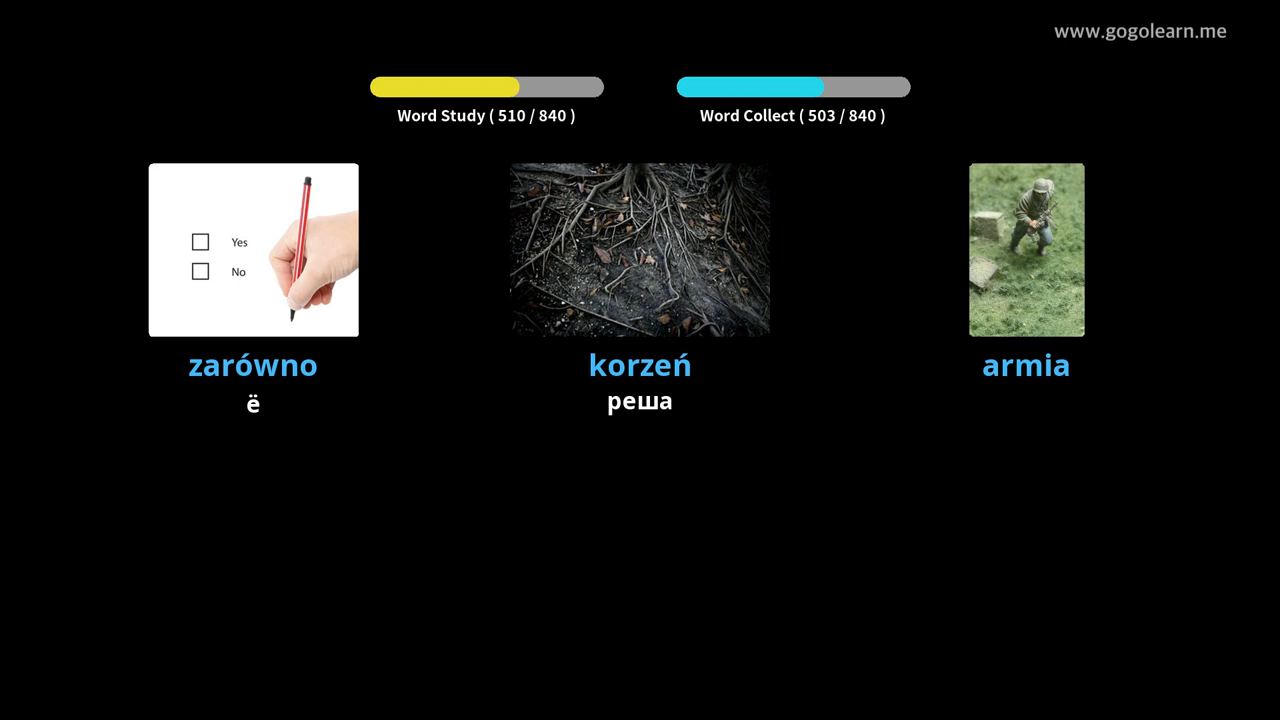 www.gogolearn.me
Word Study ( 510 / 840 )
Word Collect ( 503 / 840 )
Yes
No
zarówno
korzeń
armia
ё
реша